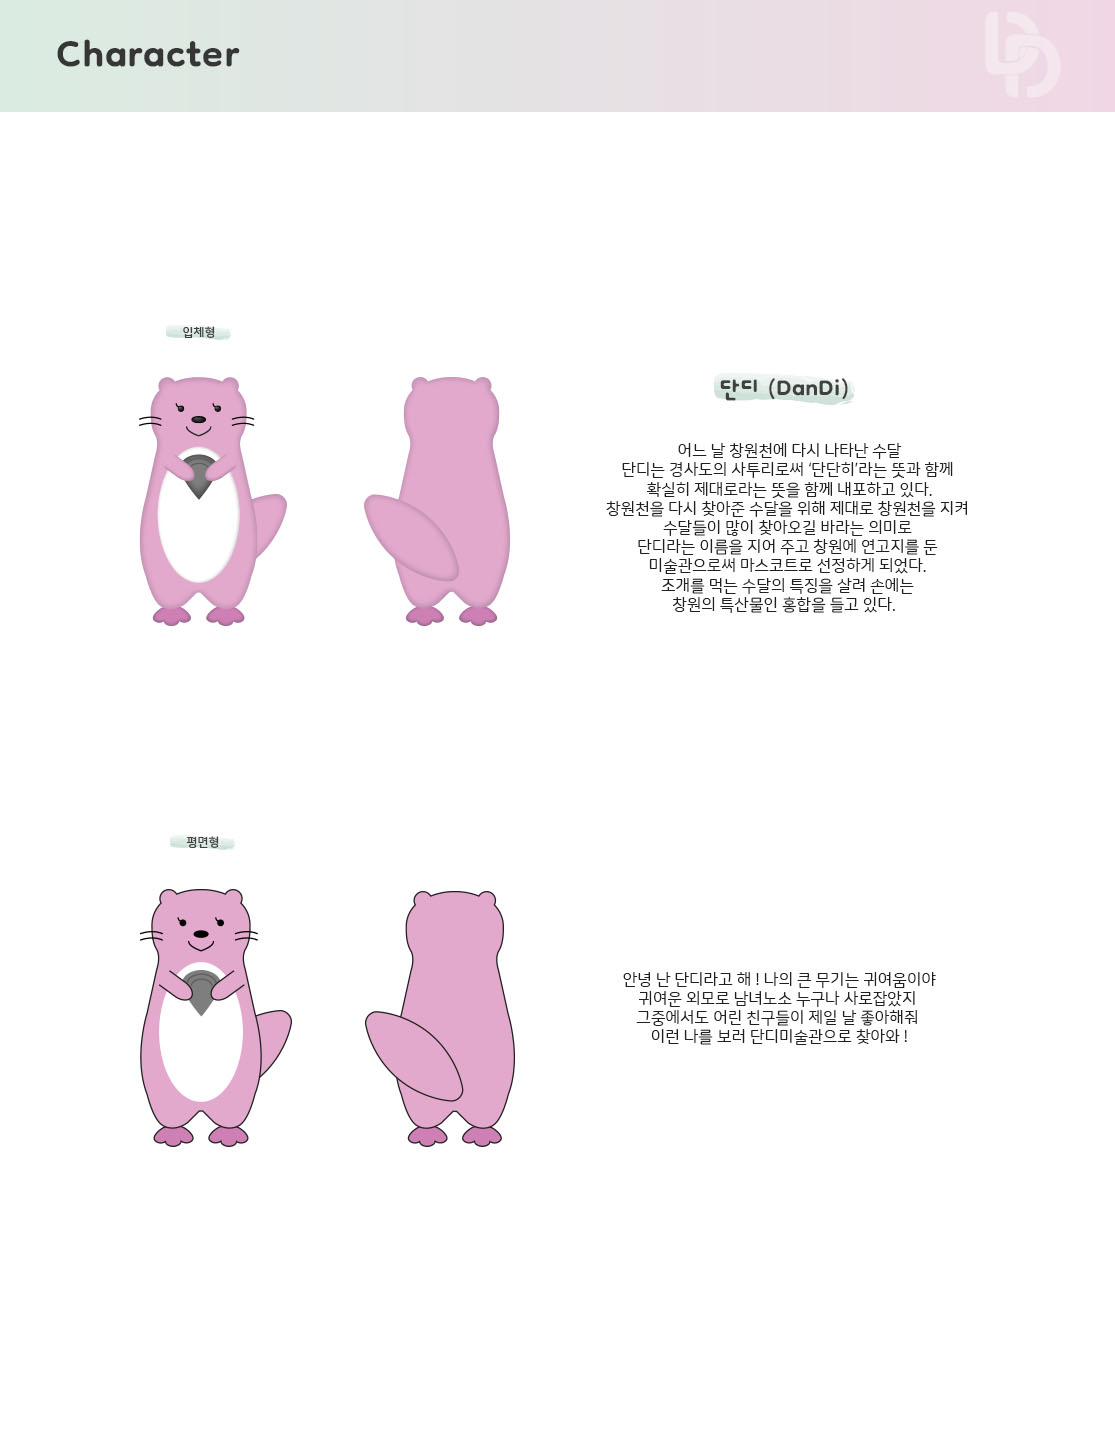 Character
입체형
단디 (DanDi)
어느 날 창원천에 다시 나타난 수달
단디는 경사도의 사투리로써 ‘단단히’라는 뜻과 함께
확실히 제대로라는 뜻을 함께 내포하고 있다.
창원천을 다시 찾아준 수달을 위해 제대로 창원천을 지켜
수달들이 많이 찾아오길 바라는 의미로
단디라는 이름을 지어 주고 창원에 연고지를 둔
미술관으로써 마스코트로 선정하게 되었다.
조개를 먹는 수달의 특징을 살려 손에는
창원의 특산물인 홍합을 들고 있다.
평면형
안녕 난 단디라고 해 ! 나의 큰 무기는 귀여움이야
귀여운 외모로 남녀노소 누구나 사로잡았지
그중에서도 어린 친구들이 제일 날 좋아해줘
이런 나를 보러 단디미술관으로 찾아와 !